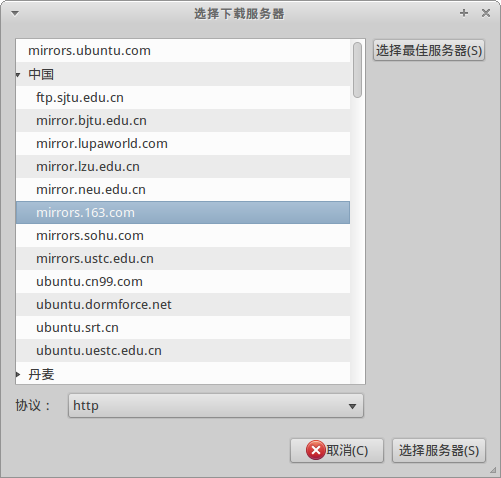 选择下载服务器
mirrors.ubuntu.com
选择最佳服务器(S)
中国
ftp.sjtu.edu.cn
mirror.bjtu.edu.cn
mirror.lupaworld.com
mirror.lzu.edu.cn
mirror.neu.edu.cn
mirrors.163.com
mirrors.sohu.com
mirrors.ustc.edu.cn
ubuntu.cn99.com
ubuntu.dormforce.net
ubuntu.srt.cn
ubuntu.uestc.edu.cn
丹麦
协议： http
取消(C) 选择服务器(S)